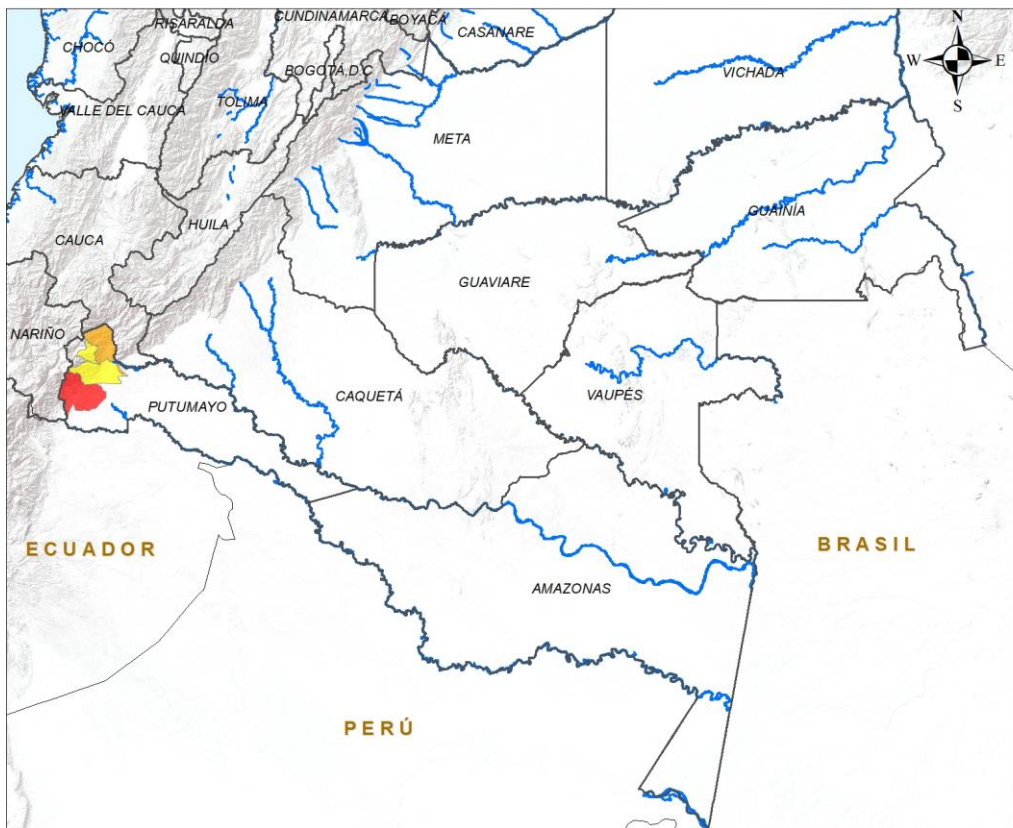 CUNDINAMARCA
BOYACÁ
RISARALDA
CASANARE
N
CHOCÓ
QUINDIO
BOGOTÁ, D.C
W
E
VICHADA
S
VALLE DEL CAUCA
TOLIMA
META
GUAINÍA
HUILA
CAUCA
GUAVIARE
NARIÑO
CAQUETÁ
VAUPÉS
PUTUMAYO
ECUADOR
BRASIL
AMAZONAS
PERÚ